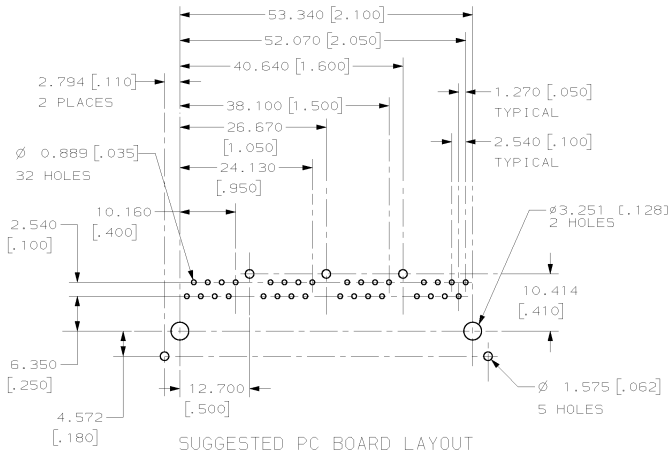 53.340 [2.100]
52.070 [2.050]
40.640 [1.600]
2.794 [.110]
2 PLACES
1.270 [.050]
TYPICAL
38.100 [1.500]
26.670
[1.050]
2.540 [.100]
TYPICAL
Ø 0.889 [.035]
32 HOLES
24.130
[.950]
10.160
[.400]
ø3.251 [.128]
2 HOLES
2.540
[.100]
10.414
[.410]
6.350
[.250]
12.700
[.500]
Ø 1.575 [.062]
5 HOLES
4.572
[.180]
SUGGESTED PC BOARD LAYOUT